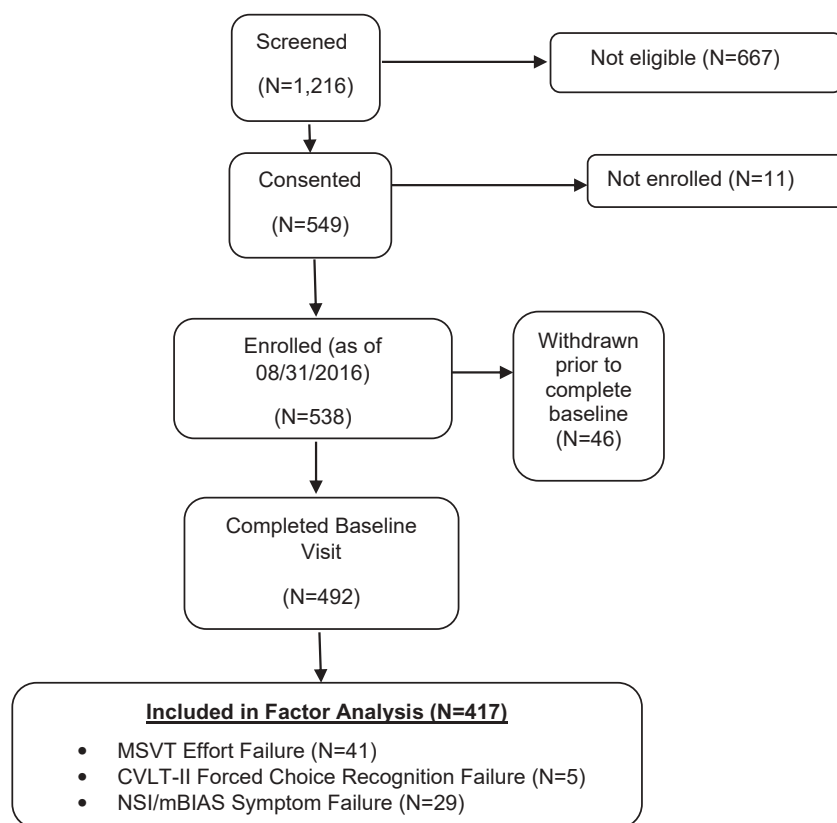 Screened
(N=1,216)
Not eligible (N=667)
Consented
(N=549)
Not enrolled (N=11)
Enrolled (as of
08/31/2016)
(N=538)
Withdrawn
prior to
complete
baseline
(N=46)
Completed Baseline
Visit
(N=492)
Included in Factor Analysis (N=417)
• MSVT Effort Failure (N=41)
• CVLT-II Forced Choice Recognition Failure (N=5)
• NSI/mBIAS Symptom Failure (N=29)